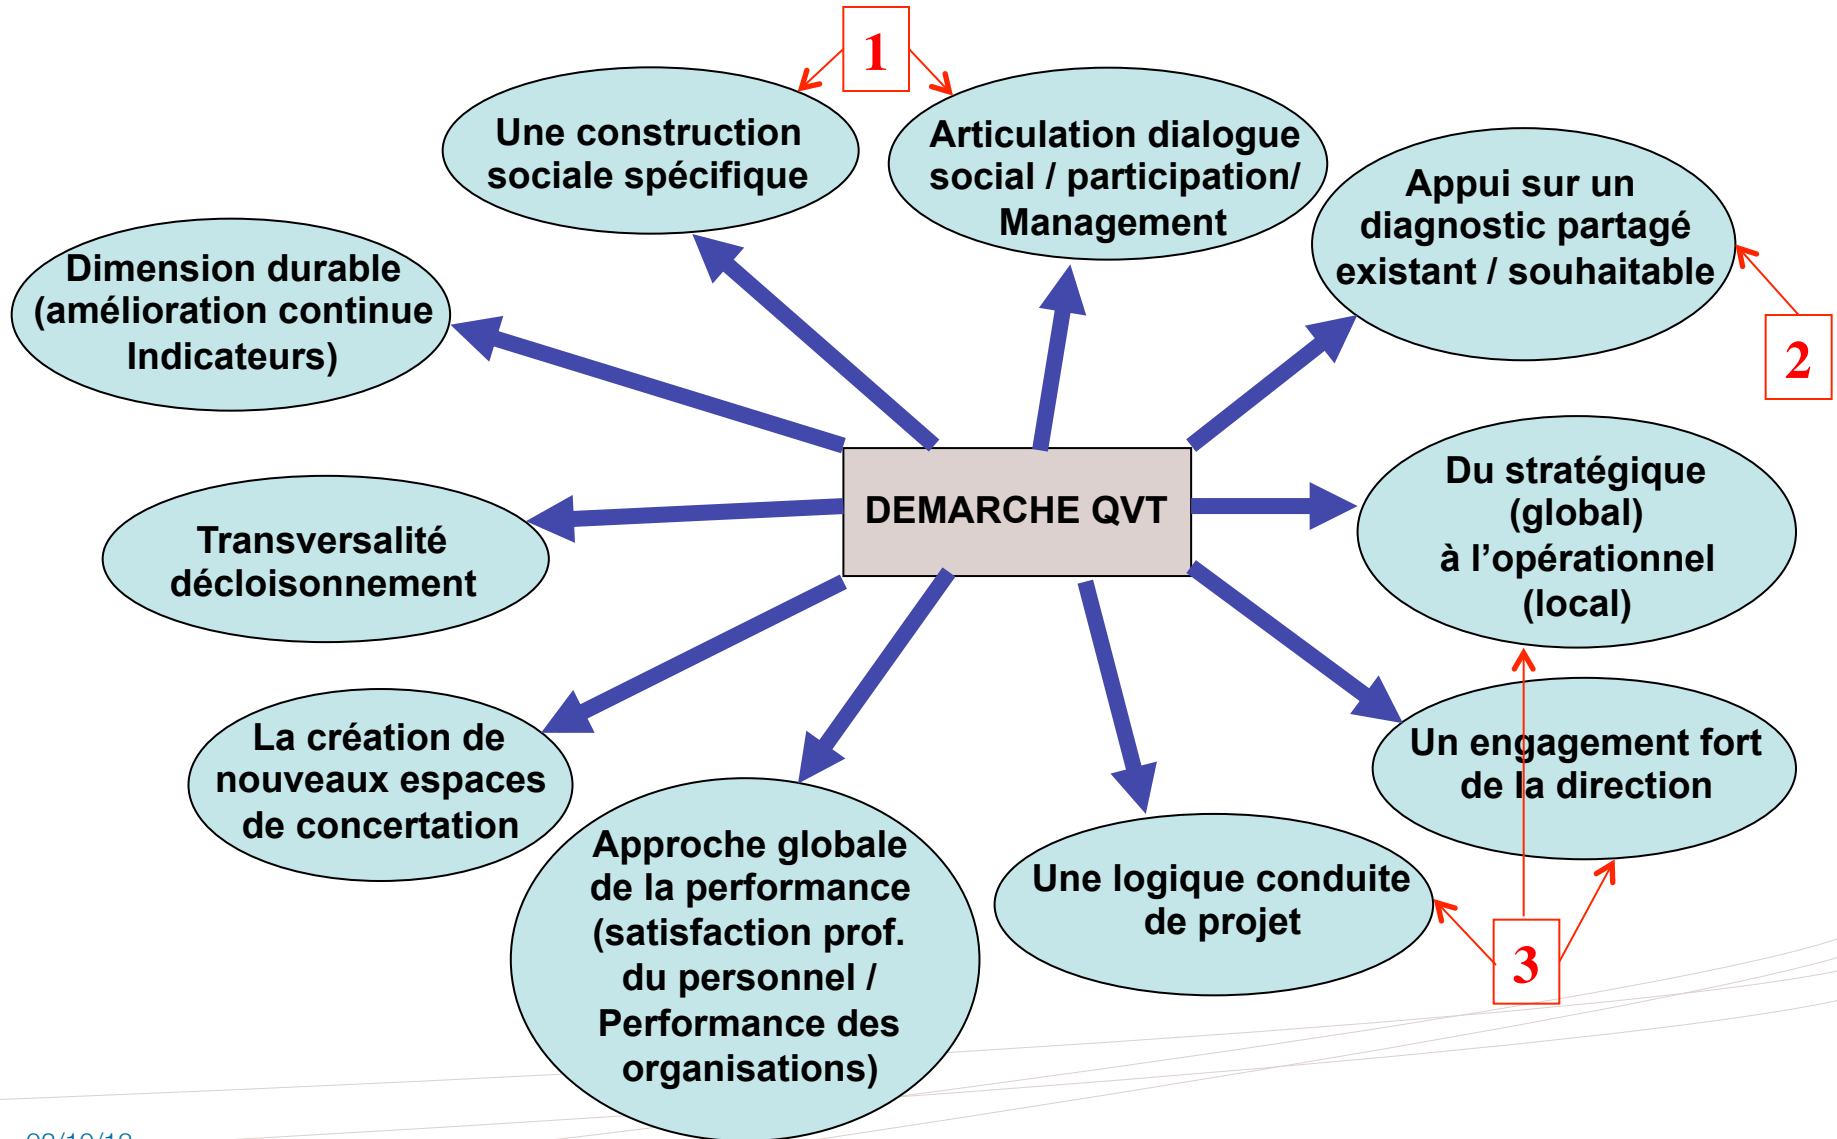 1
Une construction
sociale spécifique
Articulation dialogue
social / participation/
Management
Appui sur un
diagnostic partagé
existant / souhaitable
2
Dimension durable
(amélioration continue
Indicateurs)
DEMARCHE QVT
Du stratégique
(global)
à l’opérationnel
(local)
Transversalité
décloisonnement
Un engagement fort
de la direction
La création de
nouveaux espaces
de concertation
Approche globale
de la performance
(satisfaction prof.
du personnel /
Performance des
organisations)
Une logique conduite
de projet
3